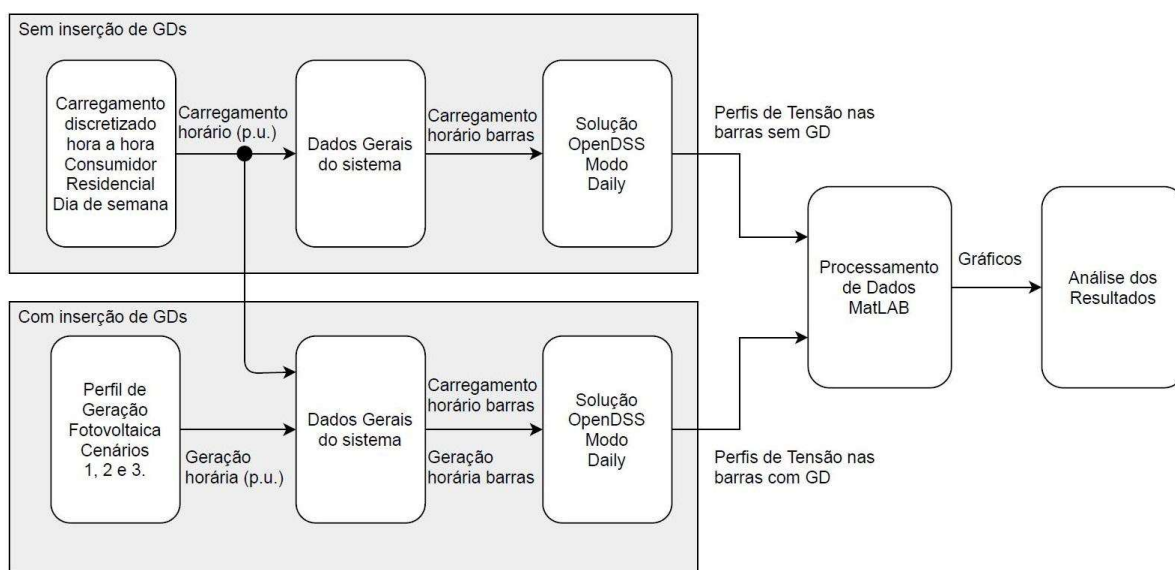 Sem inserção de GDs
Carregamento
discretizado
hora a hora
Consumidor
Residencial
Dia de semana
Carregamento
horário (p.u.)
Dados Gerais
do sistema
Carregamento
horário barras
Solução
OpenDSS
Modo
Daily
Perfis de Tensão nas
barras sem GD
Com inserção de GDs
Perfil de
Geração
Fotovoltaica
Cenários
1, 2 e 3.
Geração
horária (p.u.)
Dados Gerais
do sistema
Carregamento
horário barras
Geração
horária barras
Solução
OpenDSS
Modo
Daily
Perfis de Tensão nas
barras com GD
Processamento
de Dados
MatLAB
Gráficos
Análise dos
Resultados